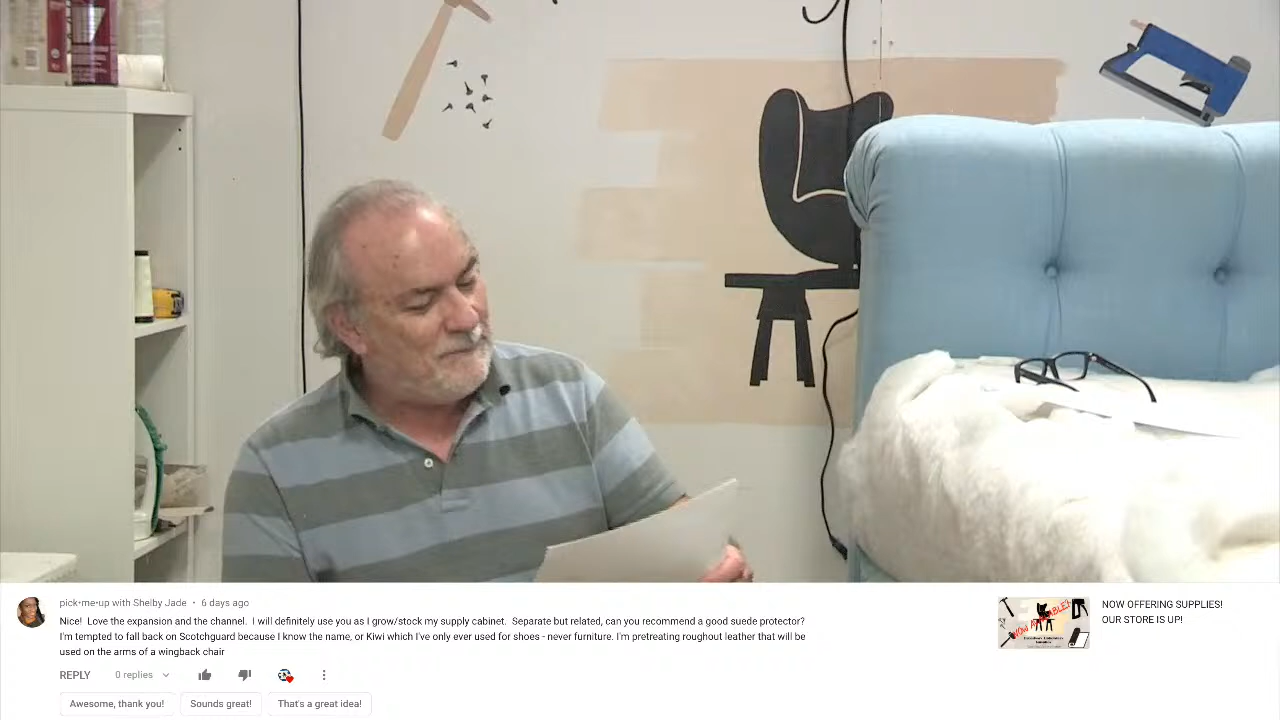 pick•me•up with Shelby Jade • 6 days ago
Nice! Love the expansion and the channel. I will definitely use you to grow/stock my supply cabinet. Separate but related, can you recommend a good suede protector?
I'm tempted to fall back on Scotchguard because I know the name, or Kiwi which I've only ever used for shoes - never furniture. I'm pretreating roughout leather that will be
used on the arms of a wingback chair
REPLY 0 replies
Awesome, thank you! Sounds great! That's a great idea!
NOW OFFERING SUPPLIES!
OUR STORE IS UP!